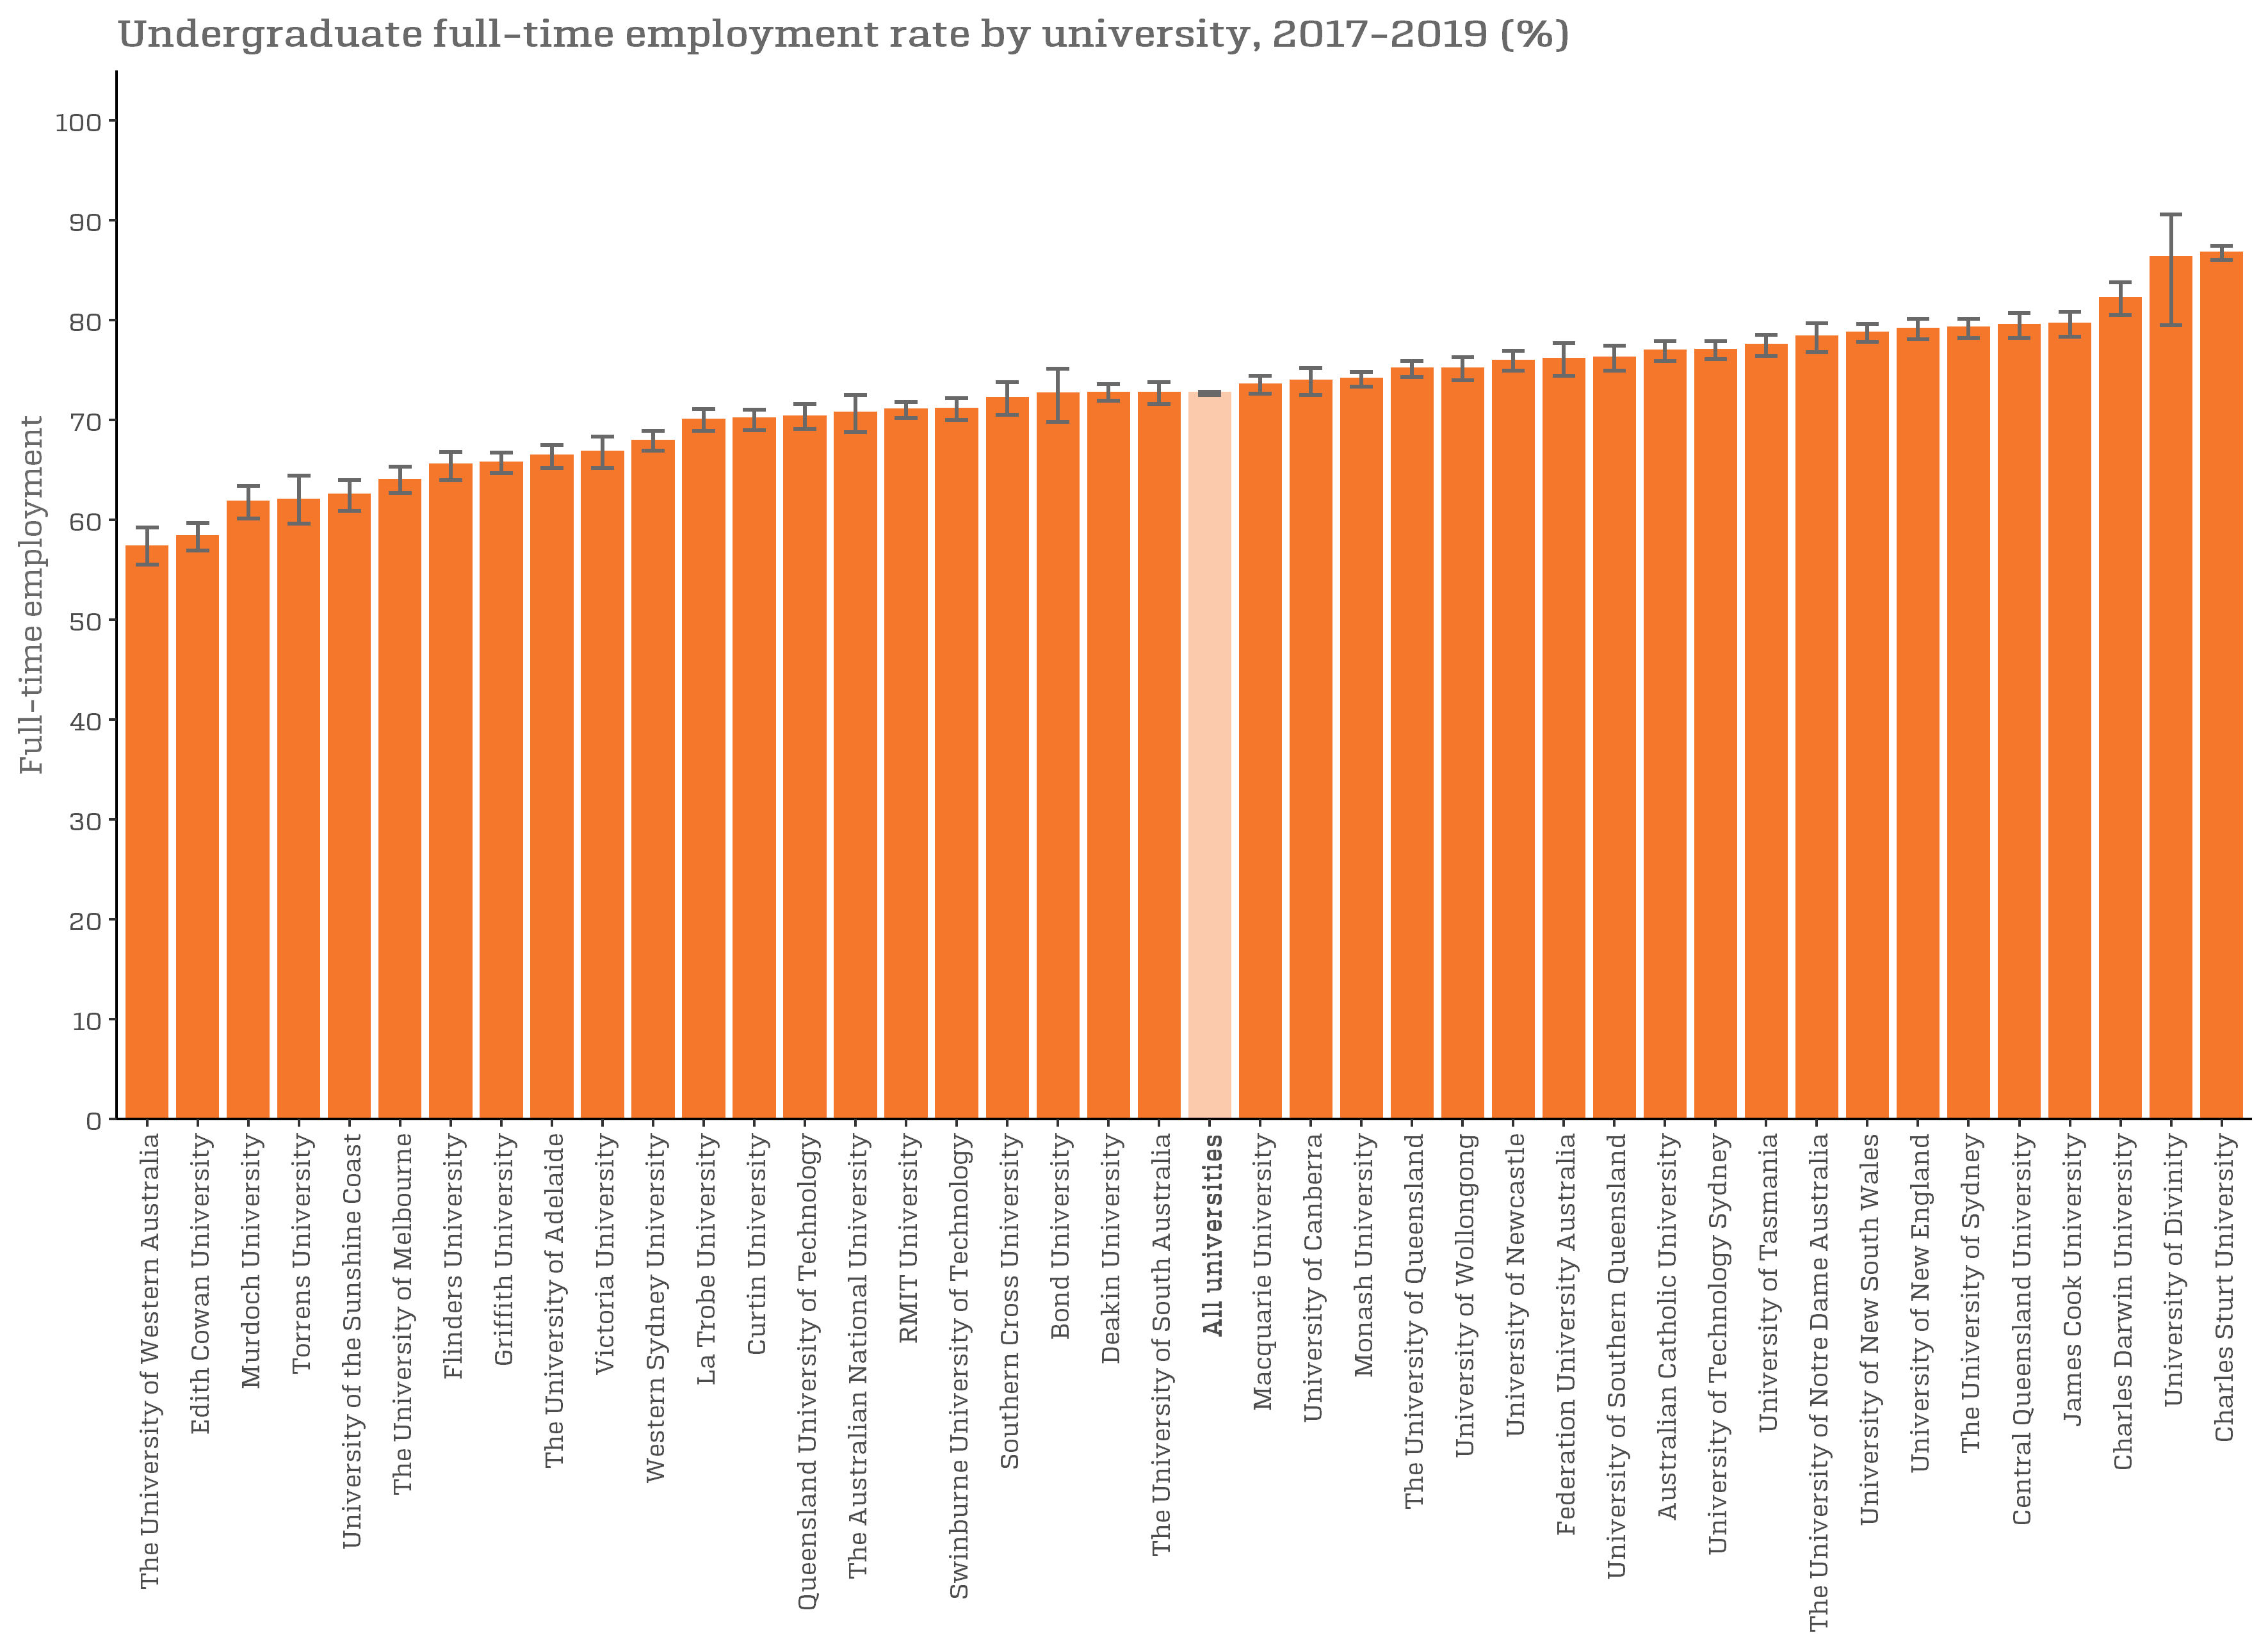 Undergraduate full-time employment rate by university, 2017-2019 (%)
Full-time employment
100
90
80
70
60
50
40
30
20
10
0
The University of Western Australia
Edith Cowan University
Murdoch University
Torrens University
University of the Sunshine Coast
The University of Melbourne
Flinders University
Griffith University
The University of Adelaide
Victoria University
Western Sydney University
La Trobe University
Curtin University
Queensland University of Technology
The Australian National University
RMIT University
Swinburne University of Technology
Southern Cross University
Bond University
Deakin University
The University of South Australia
All universities
Macquarie University
University of Canberra
Monash University
The University of Queensland
University of Wollongong
University of Newcastle
Federation University Australia
University of Southern Queensland
Australian Catholic University
University of Technology Sydney
University of Tasmania
The University of Notre Dame Australia
University of New South Wales
University of New England
The University of Sydney
Central Queensland University
James Cook University
Charles Darwin University
University of Divinity
Charles Sturt University